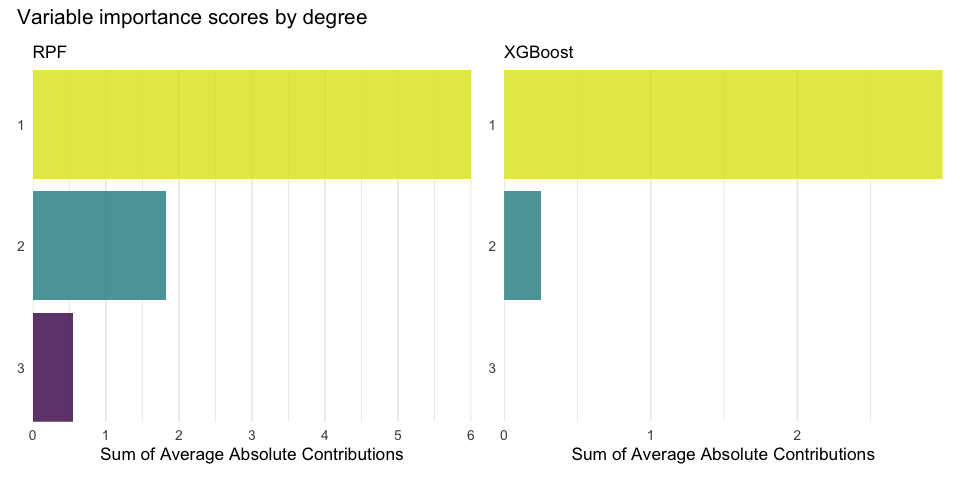 Variable importance scores by degree
RPF
1
2
3
0 1 2 3 4 5 6
Sum of Average Absolute Contributions
XGBoost
1
2
3
0 1 2
Sum of Average Absolute Contributions